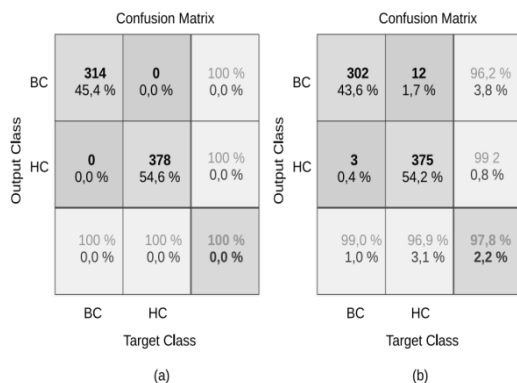 Confusion Matrix
Output Class
BC
314
45,4 %
0
0,0 %
100 %
0,0 %
HC
0
0,0 %
378
54,6 %
100 %
0,0 %
100 %
0,0 %
100 %
0,0 %
100 %
0,0 %
BC
HC
Target Class
(a)
Confusion Matrix
Output Class
BC
302
43,6 %
12
1,7 %
96,2 %
3,8 %
HC
3
0,4 %
375
54,2 %
99 2
0,8 %
99,0 %
1,0 %
96,9 %
3,1 %
97,8 %
2,2 %
BC
HC
Target Class
(b)